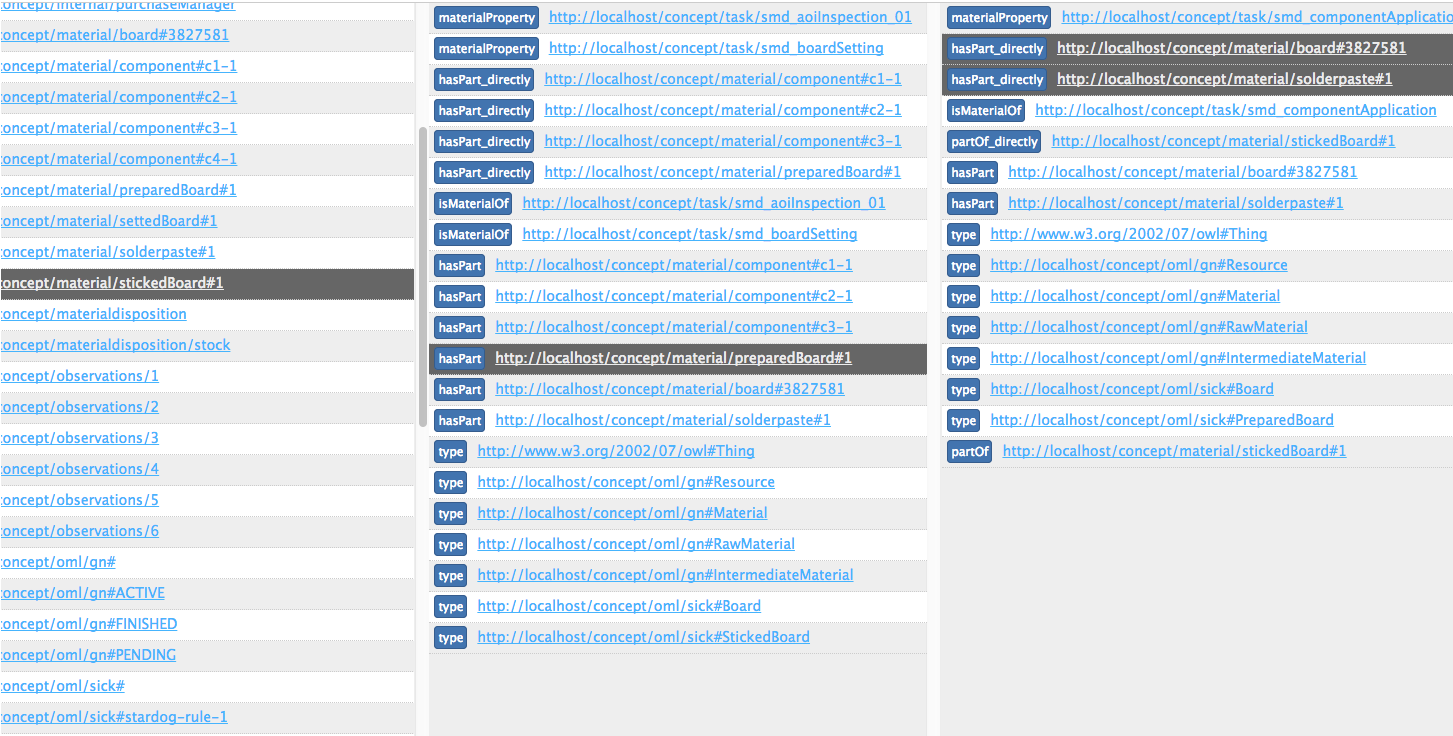 concept/internal/purchaseManager
concept/material/board#3827581
concept/material/component#c1-1
concept/material/component#c2-1
concept/material/component#c3-1
concept/material/component#c4-1
concept/material/preparedBoard#1
concept/material/settedBoard#1
concept/material/solderpaste#1
concept/material/stickedBoard#1
concept/materialdisposition
concept/materialdisposition/stock
concept/observations/1
concept/observations/2
concept/observations/3
concept/observations/4
concept/observations/5
concept/observations/6
concept/oml/gn#
concept/oml/gn#ACTIVE
concept/oml/gn#FINISHED
concept/oml/gn#PENDING
concept/oml/sick#
concept/oml/sick#stardog-rule-1
materialProperty http://localhost/concept/task/smd_aoiInspection_01
materialProperty http://localhost/concept/task/smd_boardSetting
hasPart_directly http://localhost/concept/material/component#c1-1
hasPart_directly http://localhost/concept/material/component#c2-1
hasPart_directly http://localhost/concept/material/component#c3-1
hasPart_directly http://localhost/concept/material/preparedBoard#1
isMaterialOf http://localhost/concept/task/smd_aoiInspection_01
isMaterialOf http://localhost/concept/task/smd_boardSetting
hasPart http://localhost/concept/material/component#c1-1
hasPart http://localhost/concept/material/component#c2-1
hasPart http://localhost/concept/material/component#c3-1
hasPart http://localhost/concept/material/preparedBoard#1
hasPart http://localhost/concept/material/board#3827581
hasPart http://localhost/concept/material/solderpaste#1
type http://www.w3.org/2002/07/owl#Thing
type http://localhost/concept/oml/gn#Resource
type http://localhost/concept/oml/gn#Material
type http://localhost/concept/oml/gn#RawMaterial
type http://localhost/concept/oml/gn#IntermediateMaterial
type http://localhost/concept/oml/sick#Board
type http://localhost/concept/oml/sick#StickedBoard
materialProperty http://localhost/concept/task/smd_componentApplicatio
hasPart_directly http://localhost/concept/material/board#3827581
hasPart_directly http://localhost/concept/material/solderpaste#1
isMaterialOf http://localhost/concept/task/smd_componentApplication
partOf_directly http://localhost/concept/material/stickedBoard#1
hasPart http://localhost/concept/material/board#3827581
hasPart http://localhost/concept/material/solderpaste#1
type http://www.w3.org/2002/07/owl#Thing
type http://localhost/concept/oml/gn#Resource
type http://localhost/concept/oml/gn#Material
type http://localhost/concept/oml/gn#RawMaterial
type http://localhost/concept/oml/gn#IntermediateMaterial
type http://localhost/concept/oml/sick#Board
type http://localhost/concept/oml/sick#PreparedBoard
partOf http://localhost/concept/material/stickedBoard#1